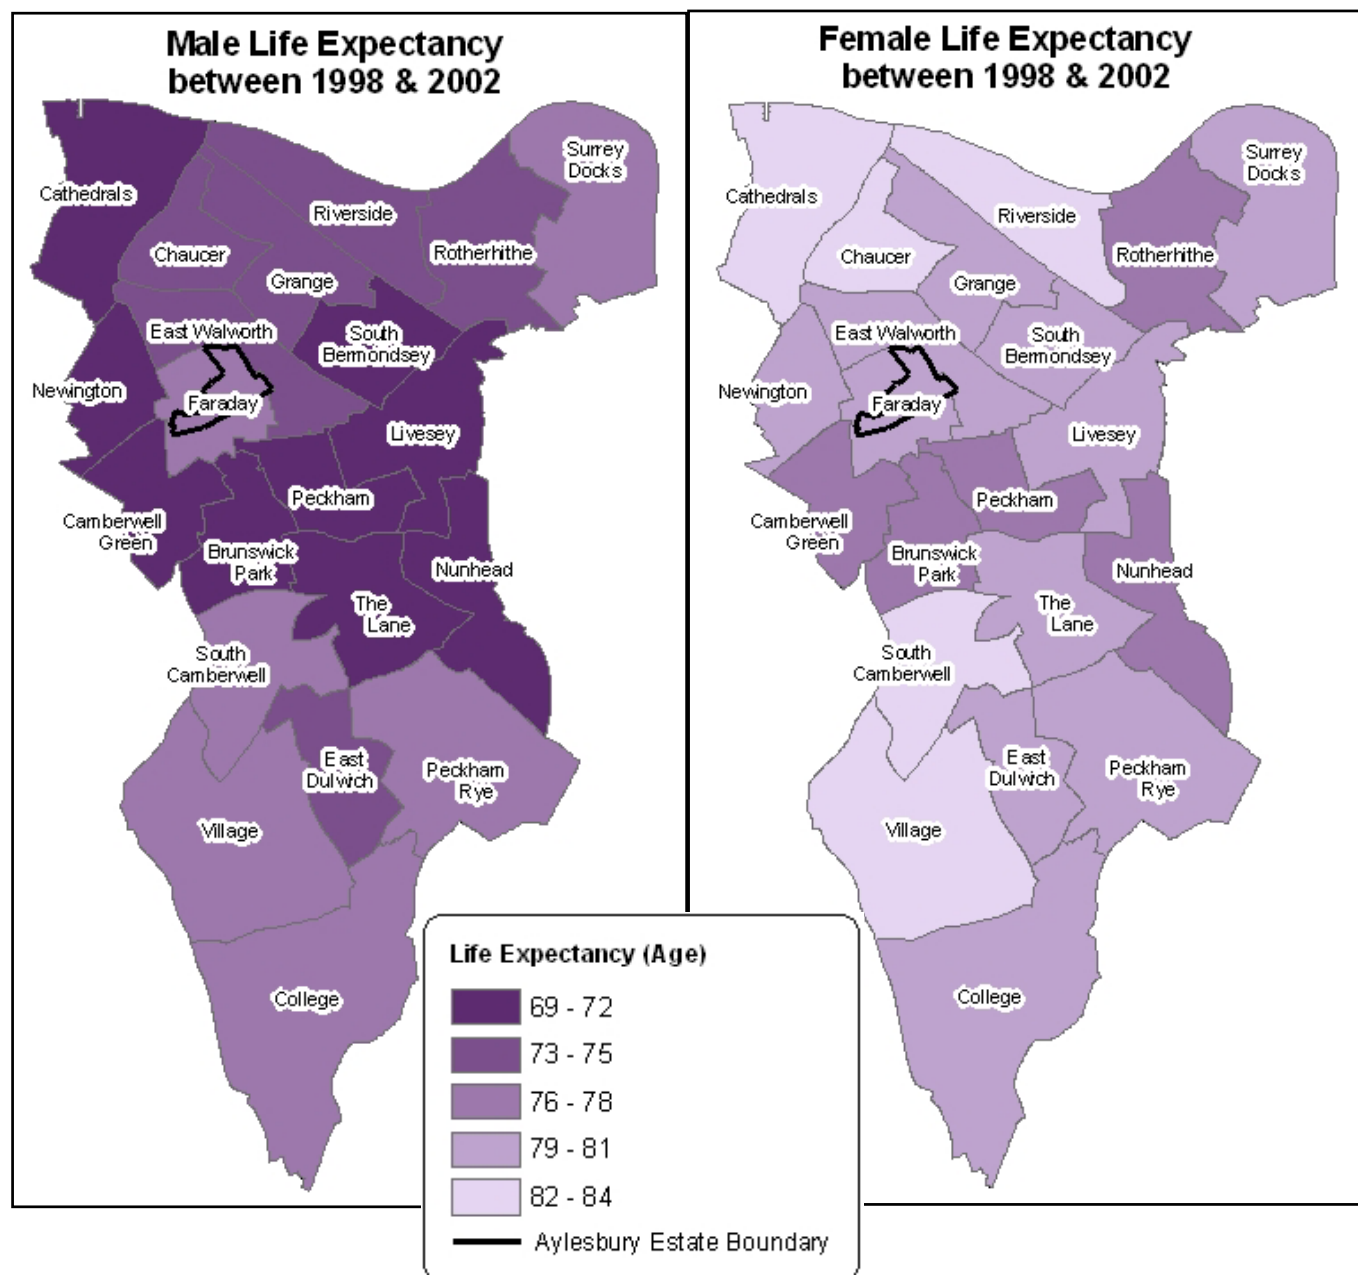 Male Life Expectancy
between 1998 & 2002
Cathedrals
Surrey
Docks
Riverside
Rotherhithe
Chaucer
Grange
East Walworth
South
Bermondsey
Newington
Faraday
Livesey
Peckham
Camberwell
Green
Brunswick
Park
Nunhead
The
Lane
South
Camberwell
East
Dulwich
Peckham
Rye
Village
College
Female Life Expectancy
between 1998 & 2002
Cathedrals
Surrey
Docks
Riverside
Rotherhithe
Chaucer
Grange
East Walworth
South
Bermondsey
Newington
Faraday
Livesey
Peckham
Camberwell
Green
Brunswick
Park
Nunhead
The
Lane
South
Camberwell
East
Dulwich
Peckham
Rye
Village
College
Life Expectancy (Age)
69 - 72
73 - 75
76 - 78
79 - 81
82 - 84
Aylesbury Estate Boundary